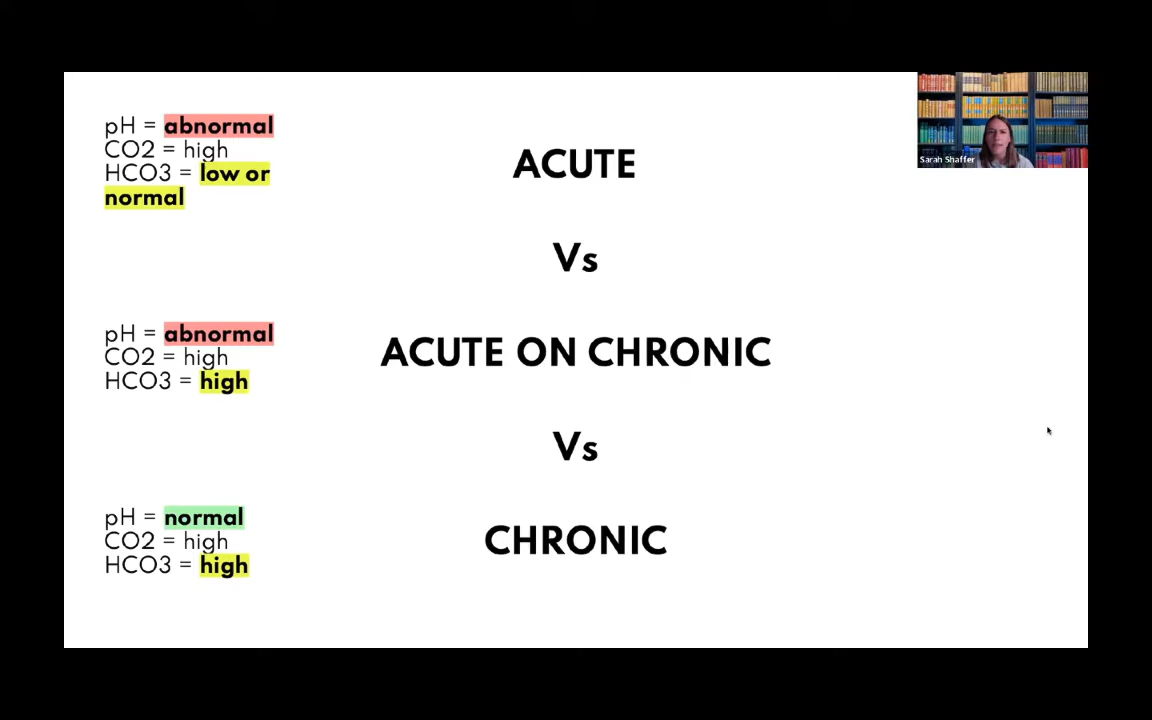 pH = abnormal
CO2 = high
HCO3 = low or
normal
ACUTE
Sarah Shaffer
Vs
pH = abnormal
CO2 = high
HCO3 = high
ACUTE ON CHRONIC
Vs
pH = normal
CO2 = high
HCO3 = high
CHRONIC